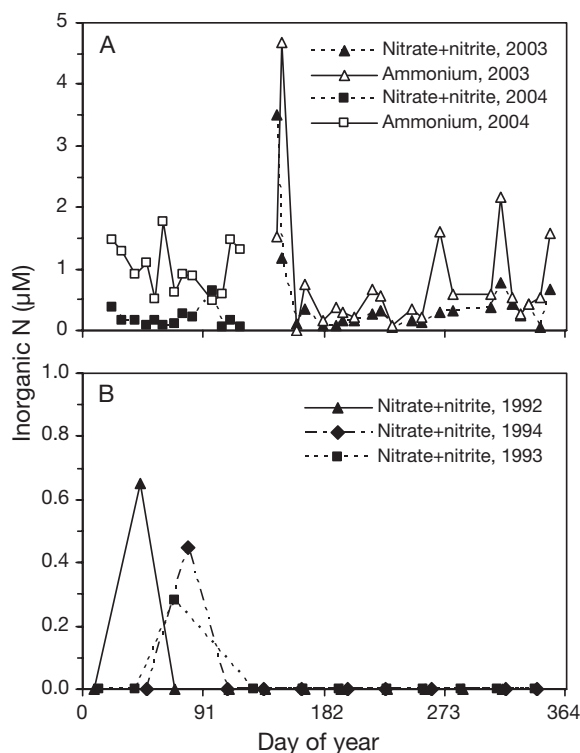 A
Nitrate+nitrite, 2003
Ammonium, 2003
Nitrate+nitrite, 2004
Ammonium, 2004
5
4
3
2
1
0
Inorganic N (µM)
B
Nitrate+nitrite, 1992
Nitrate+nitrite, 1994
Nitrate+nitrite, 1993
1.0
0.8
0.6
0.4
0.2
0.0
0 91 182 273 364
Day of year